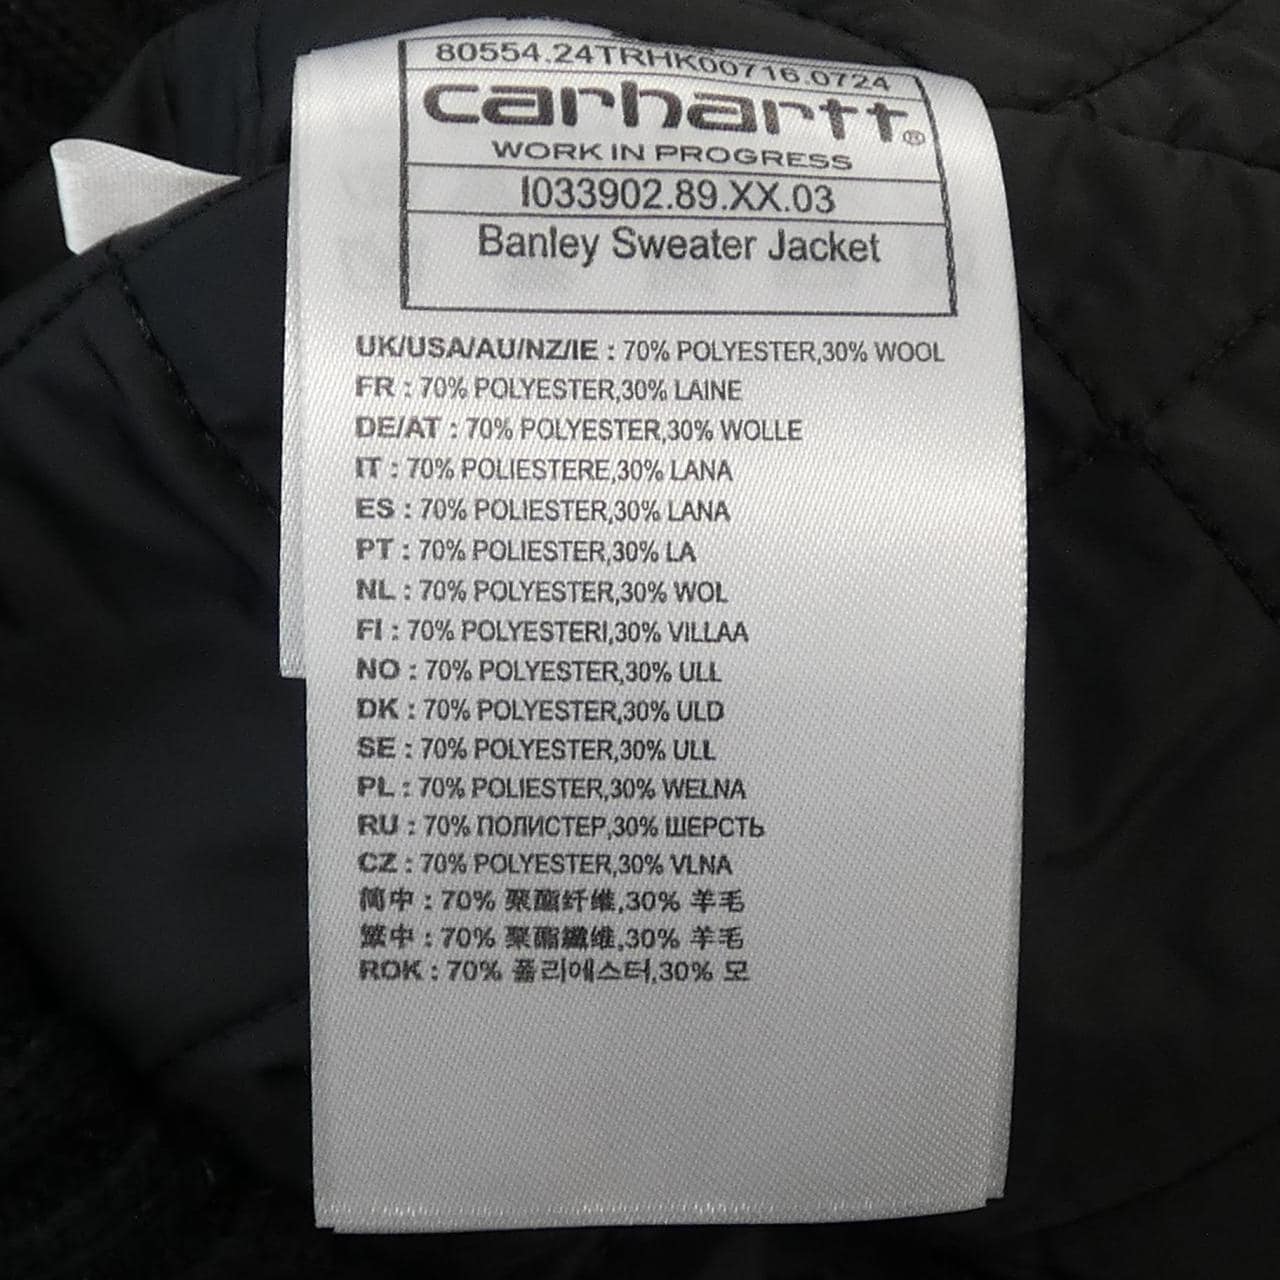 80554.24TRHK00716.0724
carhartt®
WORK IN PROGRESS
I033902.89.XX.03
Banley Sweater Jacket
UK/USA/AU/NZ/IE : 70% POLYESTER,30% WOOL
FR : 70% POLYESTER,30% LAINE
DE/AT : 70% POLYESTER,30% WOLLE
IT : 70% POLIESTERE,30% LANA
ES : 70% POLIESTER,30% LANA
PT : 70% POLIESTER,30% LA
NL : 70% POLYESTER,30% WOL
FI : 70% POLYESTERI,30% VILLAA
NO : 70% POLYESTER,30% ULL
DK : 70% POLYESTER,30% ULD
SE : 70% POLYESTER,30% ULL
PL : 70% POLIESTER,30% WEŁNA
RU : 70% ПОЛИСТЕР,30% ШЕРСТЬ
CZ : 70% POLYESTER,30% VLNA
简中 : 70% 聚酯纤维,30% 羊毛
繁中 : 70% 聚酯纖维,30% 羊毛
ROK : 70% 폴리에스터,30% 모